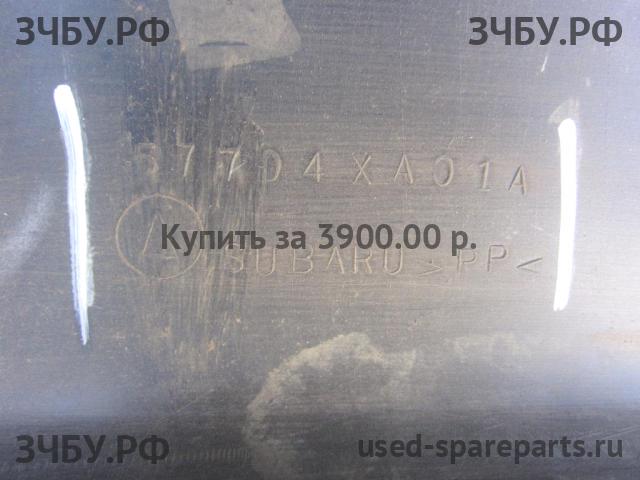 ЗЧБУ.РФ ЗЧБУ.РФ
57704XA01A
A SUBARU >PP<
Купить за 3900.00 р.
ЗЧБУ.РФ used-spareparts.ru